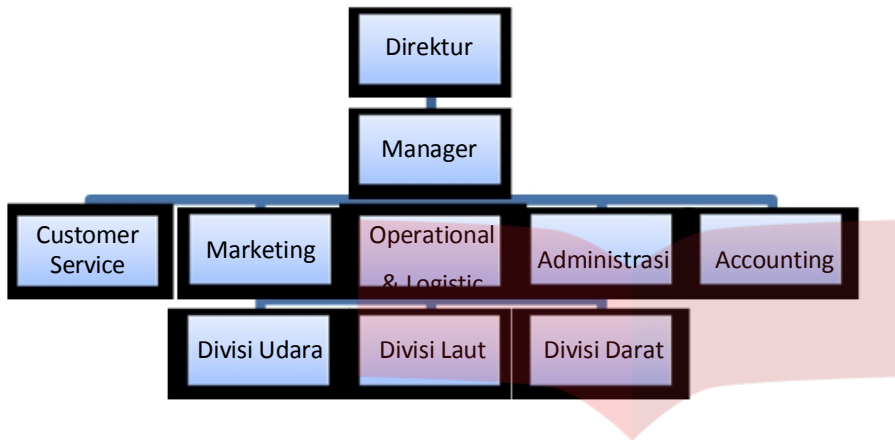 Direktur
Manager
Customer
Service
Marketing
Operational
& Logistic
Administrasi
Accounting
Divisi Udara
Divisi Laut
Divisi Darat